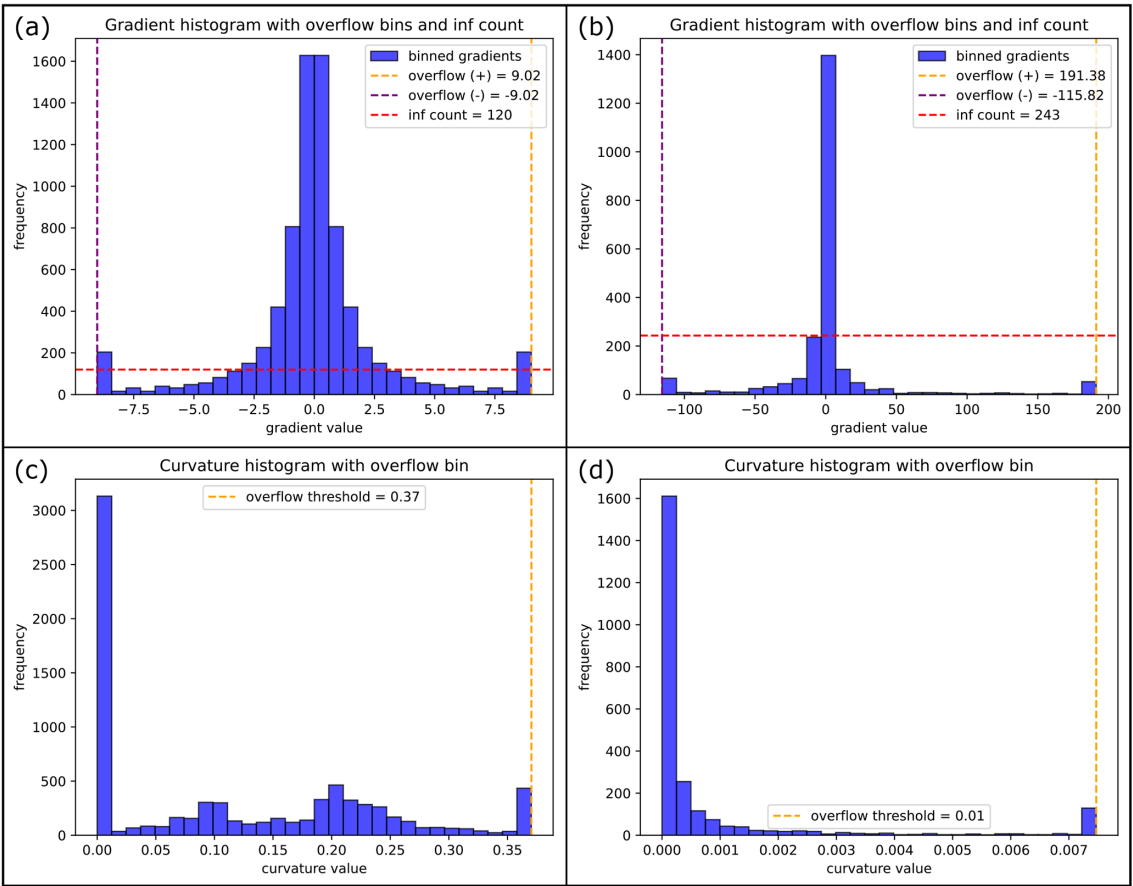 (a)
Gradient histogram with overflow bins and inf count
binned gradients
overflow (+) = 9.02
overflow (-) = -9.02
inf count = 120
1600
1400
1200
1000
800
600
400
200
0
frequency
−7.5
−5.0
−2.5
0.0
2.5
5.0
7.5
gradient value
(b)
Gradient histogram with overflow bins and inf count
binned gradients
overflow (+) = 191.38
overflow (-) = -115.82
inf count = 243
1400
1200
1000
800
600
400
200
0
frequency
−100
−50
0
50
100
150
200
gradient value
(c)
Curvature histogram with overflow bin
overflow threshold = 0.37
3000
2500
2000
1500
1000
500
0
frequency
0.00
0.05
0.10
0.15
0.20
0.25
0.30
0.35
curvature value
(d)
Curvature histogram with overflow bin
overflow threshold = 0.01
1600
1400
1200
1000
800
600
400
200
0
frequency
0.000
0.001
0.002
0.003
0.004
0.005
0.006
0.007
curvature value